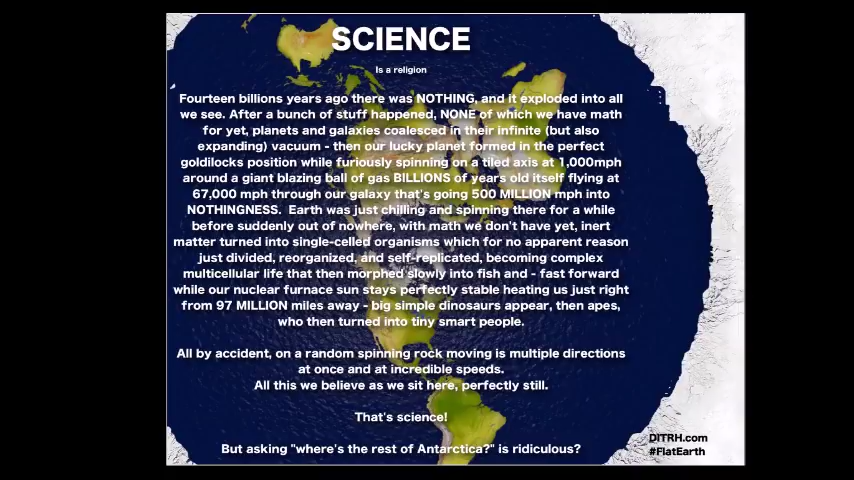 SCIENCE
Is a religion
Fourteen billions years ago there was NOTHING, and it exploded into all
we see. After a bunch of stuff happened, NONE of which we have math
for yet, planets and galaxies coalesced in their infinite (but also
expanding) vacuum - then our lucky planet formed in the perfect
goldilocks position while furiously spinning on a tiled axis at 1,000mph
around a giant blazing ball of gas BILLIONS of years old itself flying at
67,000 mph through our galaxy that's going 500 MILLION mph into
NOTHINGNESS. Earth was just chilling and spinning there for a while
before suddenly out of nowhere, with math we don't have yet, inert
matter turned into single-celled organisms which for no apparent reason
just divided, reorganized, and self-replicated, becoming complex
multicellular life that then morphed slowly into fish and - fast forward
while our nuclear furnace sun stays perfectly stable heating us just right
from 97 MILLION miles away - big simple dinosaurs appear, then apes,
who then turned into tiny smart people.
All by accident, on a random spinning rock moving is multiple directions
at once and at incredible speeds.
All this we believe as we sit here, perfectly still.
That's science!
But asking "where's the rest of Antarctica?" is ridiculous?
DITRH.com
#FlatEarth